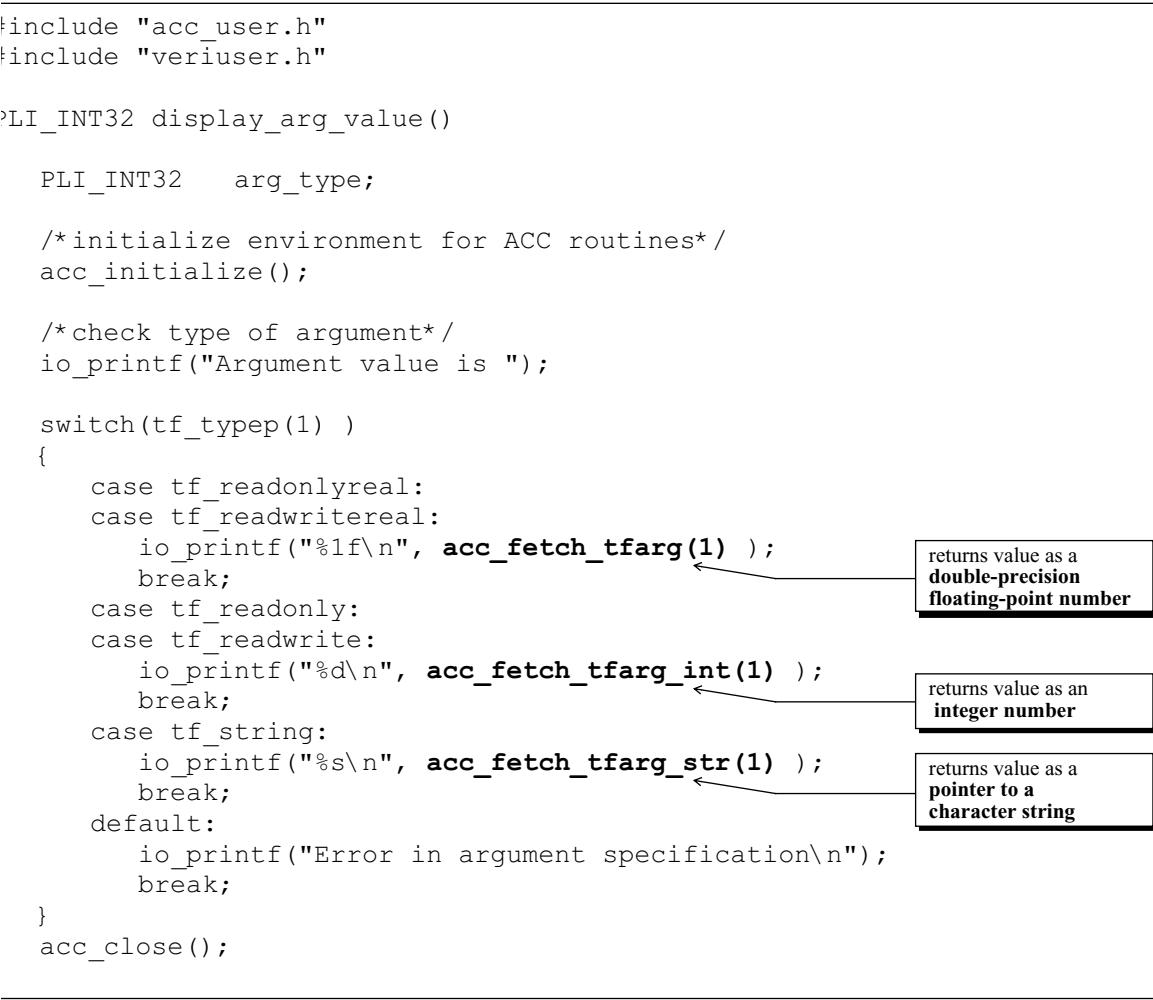 #include "acc_user.h"
#include "veriuser.h"
PLI_INT32 display_arg_value()
PLI_INT32    arg_type;
/*initialize environment for ACC routines*/
acc_initialize();
/*check type of argument*/
io_printf("Argument value is ");
switch(tf_typep(1) )
{
case tf_readonlyreal:
case tf_readwritereal:
io_printf("%1f\n", acc_fetch_tfarg(1) );
returns value as a
double-precision
floating-point number
break;
case tf_readonly:
case tf_readwrite:
io_printf("%d\n", acc_fetch_tfarg_int(1) );
returns value as an
integer number
break;
case tf_string:
io_printf("%s\n", acc_fetch_tfarg_str(1) );
returns value as a
pointer to a
character string
break;
default:
io_printf("Error in argument specification\n");
break;
}
acc_close();